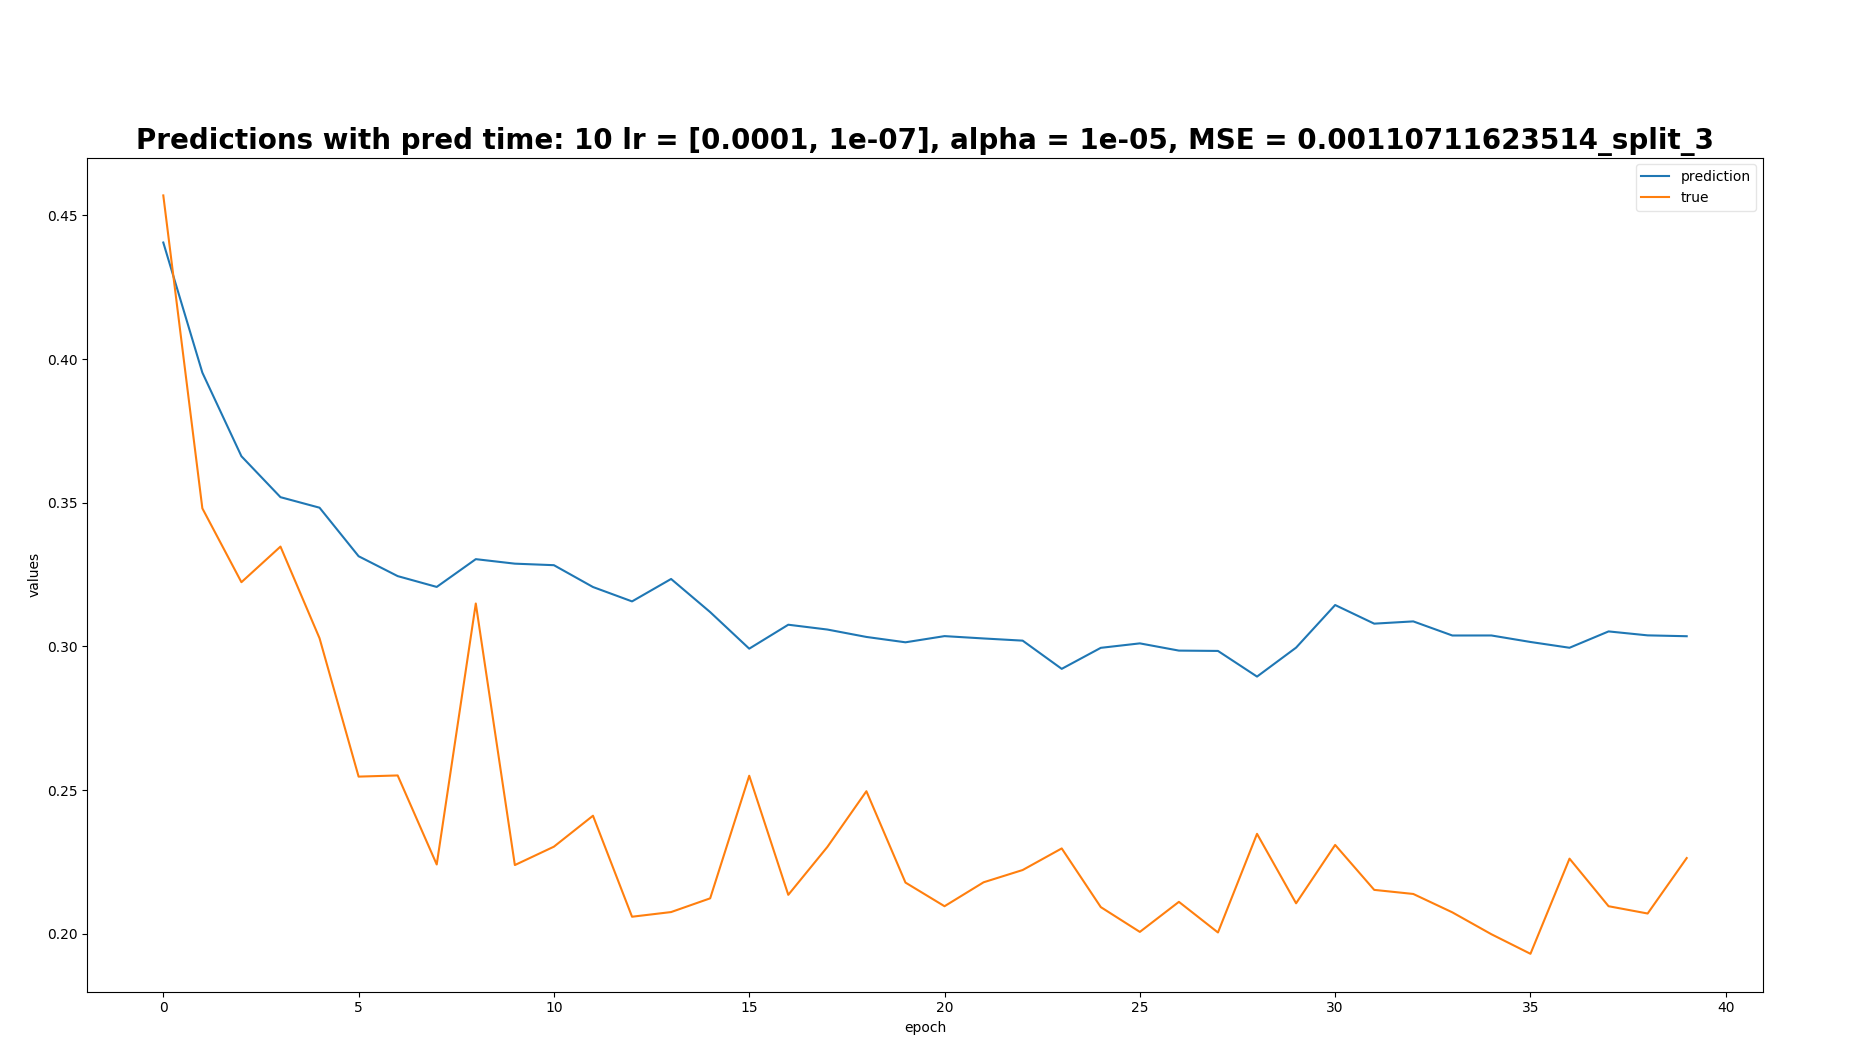 Predictions with pred time: 10 lr = [0.0001, 1e-07], alpha = 1e-05, MSE = 0.00110711623514_split_3
prediction
true
0.45
0.40
0.35
0.30
0.25
0.20
values
0 5 10 15 20 25 30 35 40
epoch